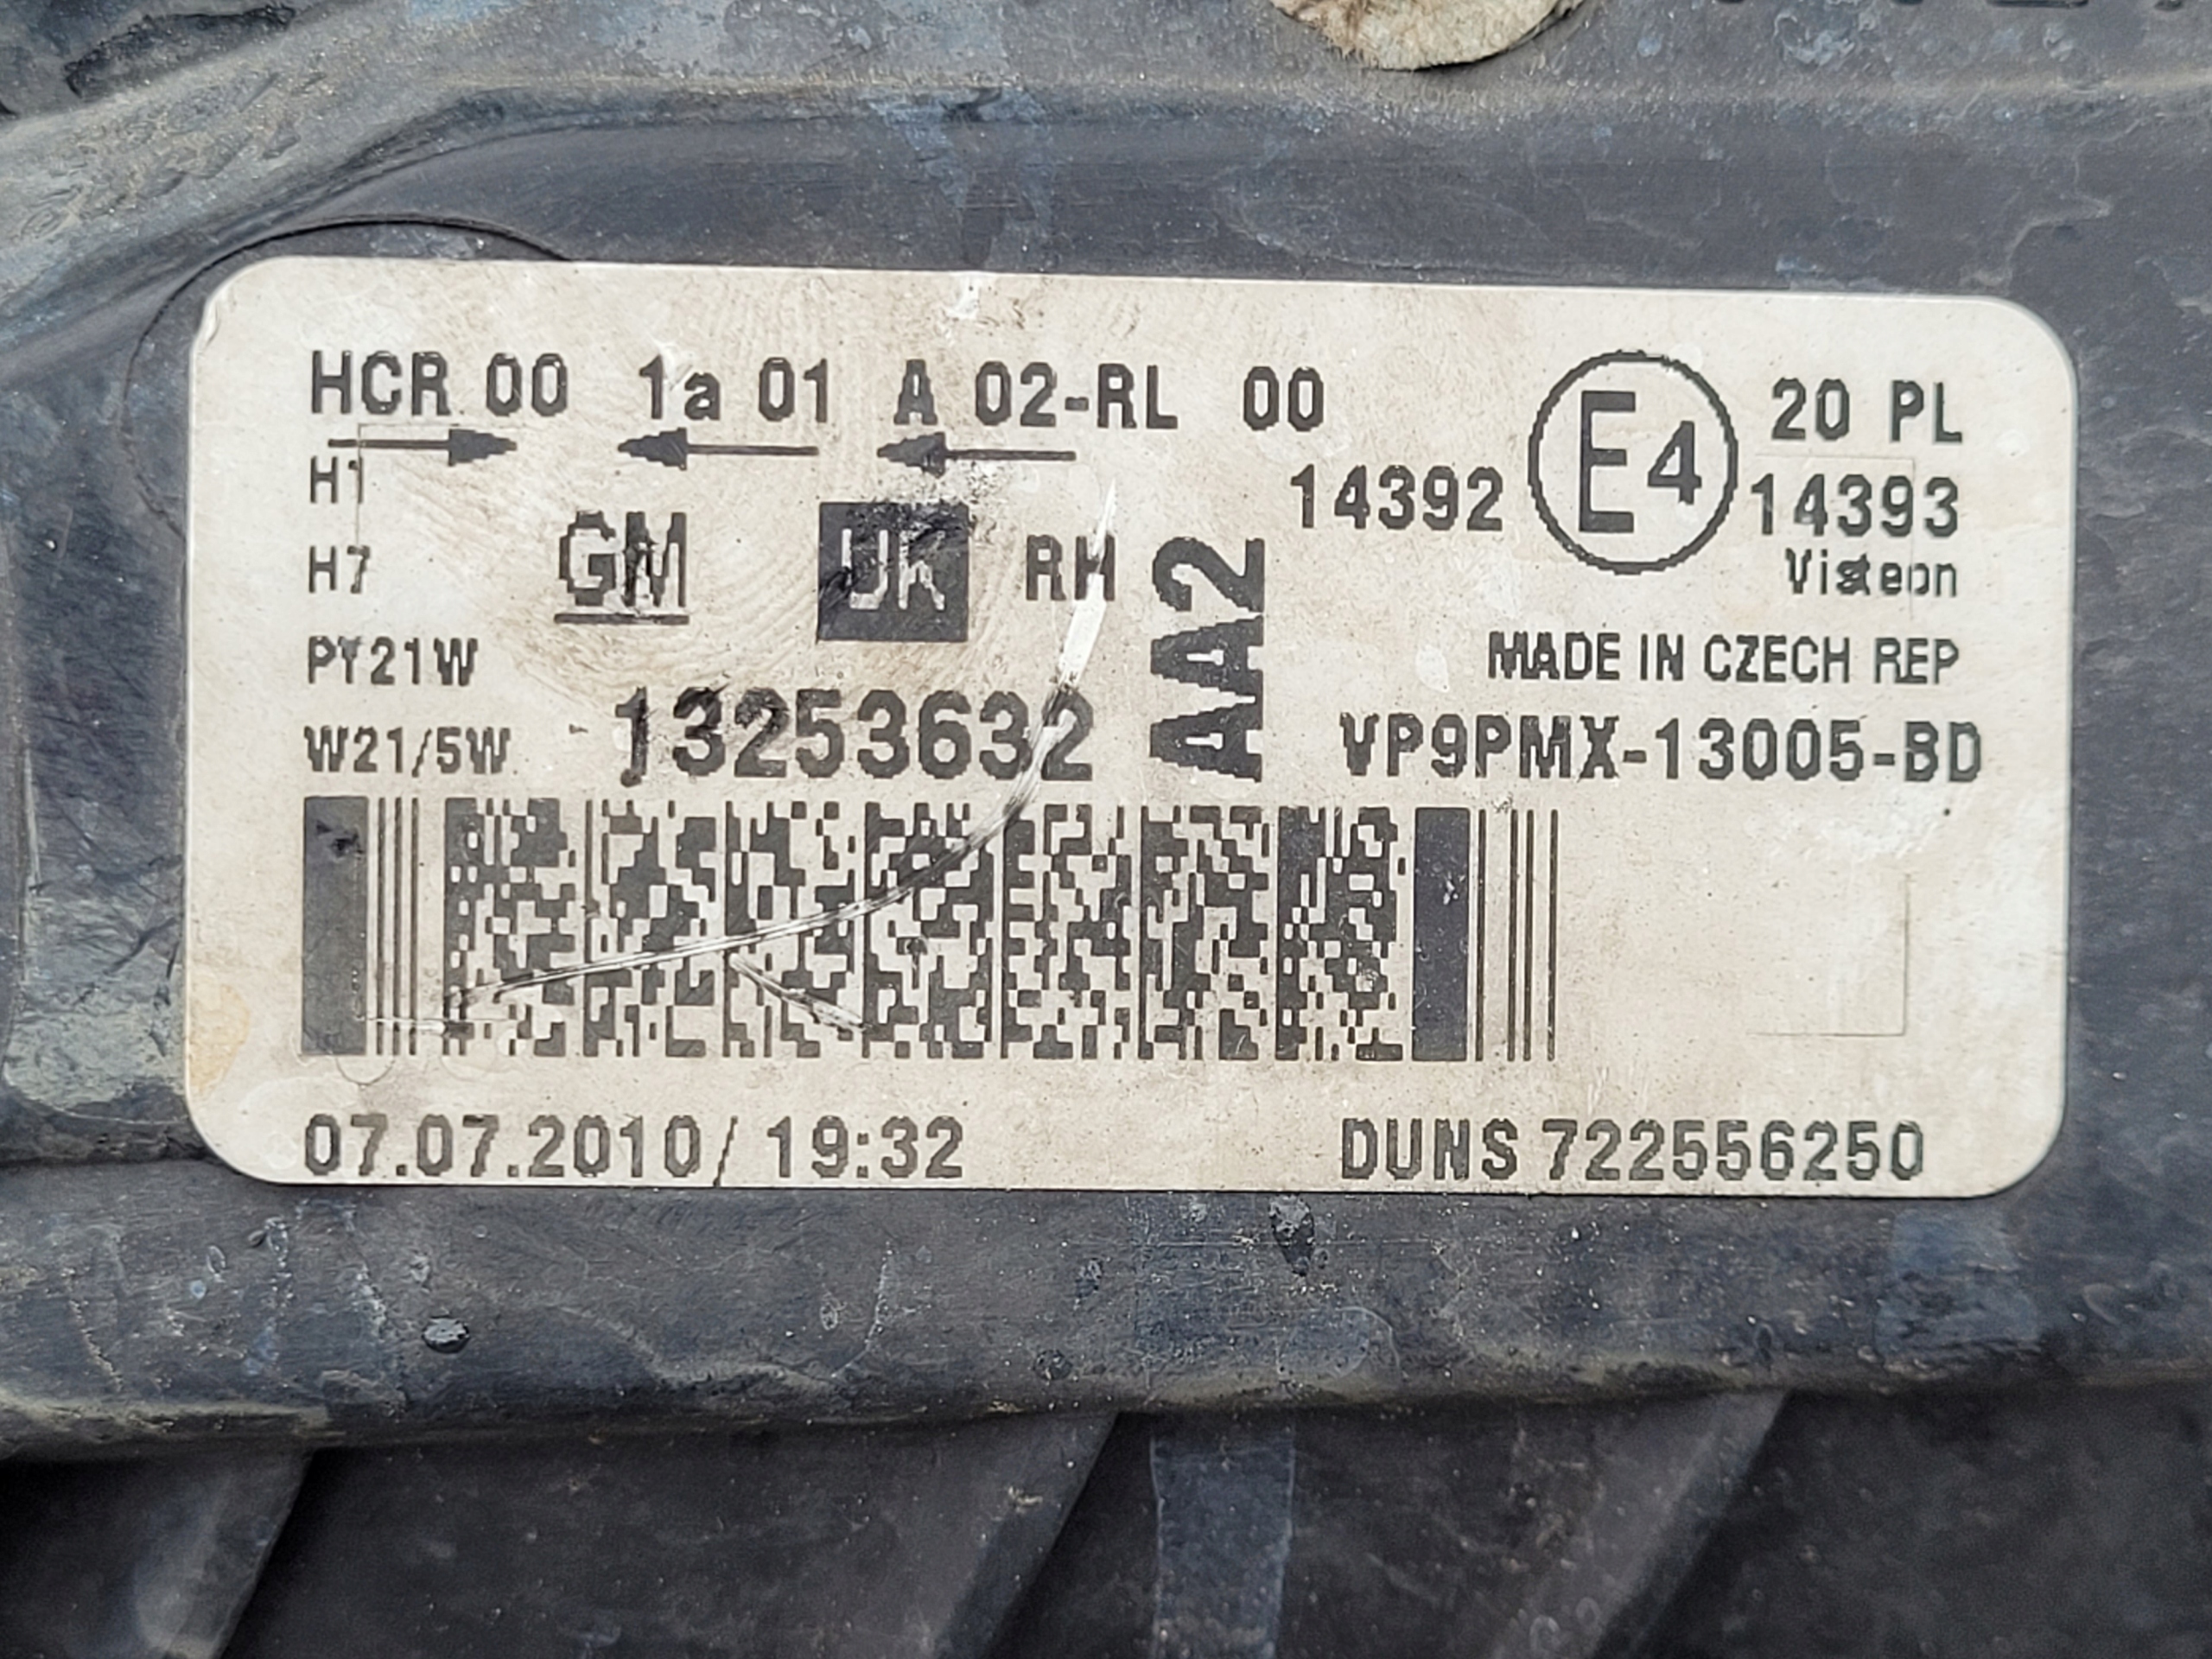 HCR 00 1a 01 A 02-RL 00
H1
H7
PY21W
W21/5W
GM UK RH
13253632
AA2
14392 E4 20 PL
14393
Visteon
MADE IN CZECH REP
VP9PMX-13005-BD
07.07.2010/ 19:32
DUNS 722556250